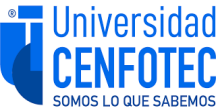 ®
Universidad
CENFOTEC
SOMOS LO QUE SABEMOS